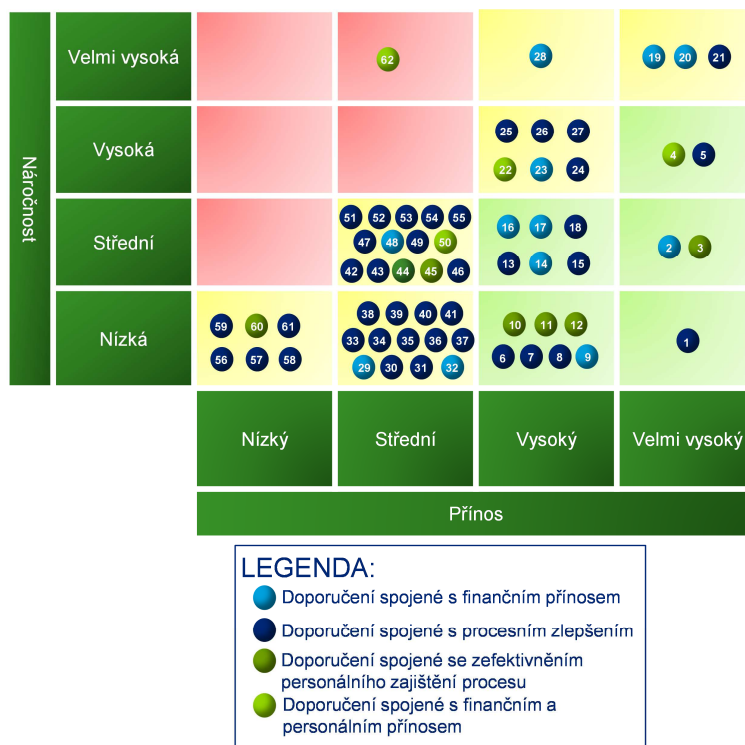 Velmi vysoká
62
28
19 20 21
Vysoká
25 26 27
22 23 24
4 5
Náročnost
Střední
51 52 53 54 55
47 48 49 50
42 43 44 45 46
16 17 18
13 14 15
2 3
Nízká
59 60 61
56 57 58
38 39 40 41
33 34 35 36 37
29 30 31 32
10 11 12
6 7 8 9
1
Nízký
Střední
Vysoký
Velmi vysoký
Přínos
LEGENDA:
Doporučení spojené s finančním přínosem
Doporučení spojené s procesním zlepšením
Doporučení spojené se zefektivněním
personálního zajištění procesu
Doporučení spojené s finančním a
personálním přínosem